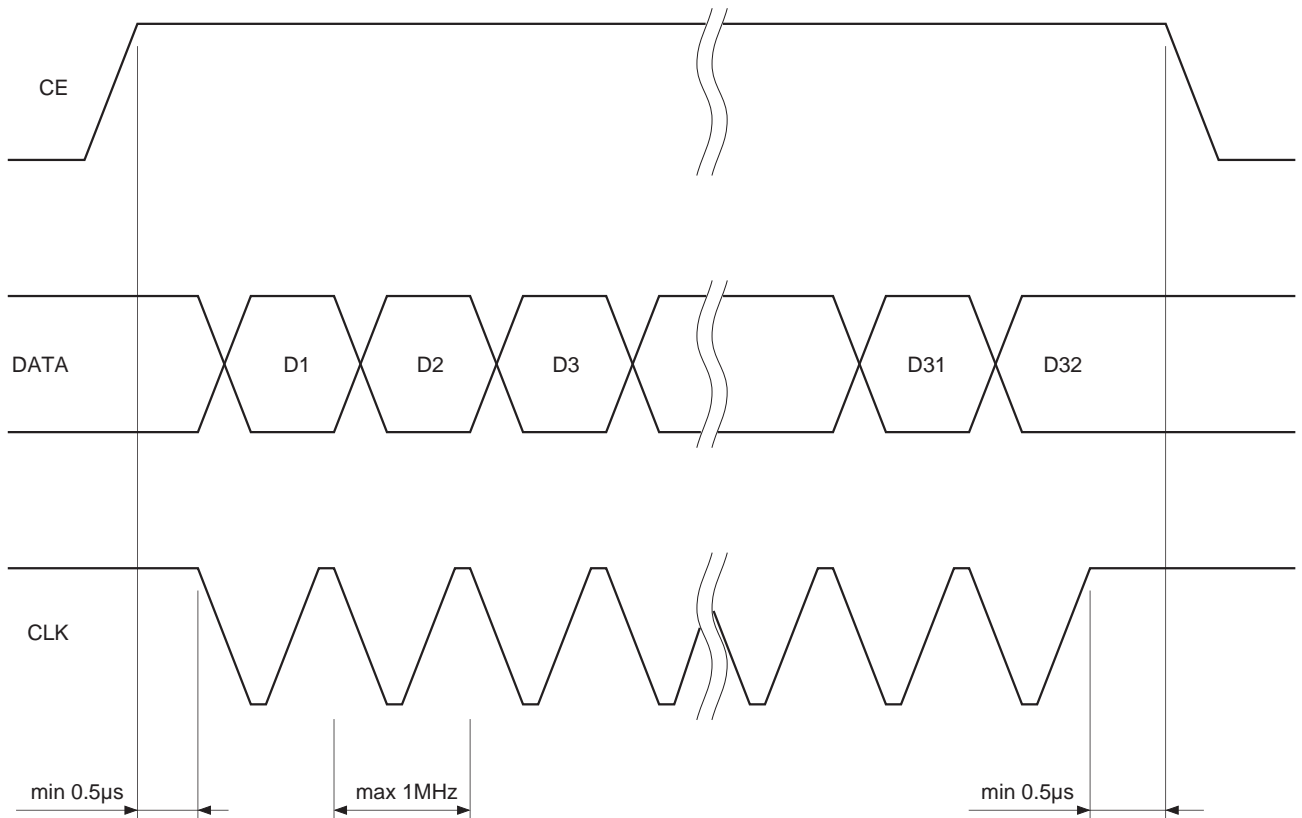 CE
DATA
D1
D2
D3
D31
D32
CLK
min 0.5μs
max 1MHz
min 0.5μs